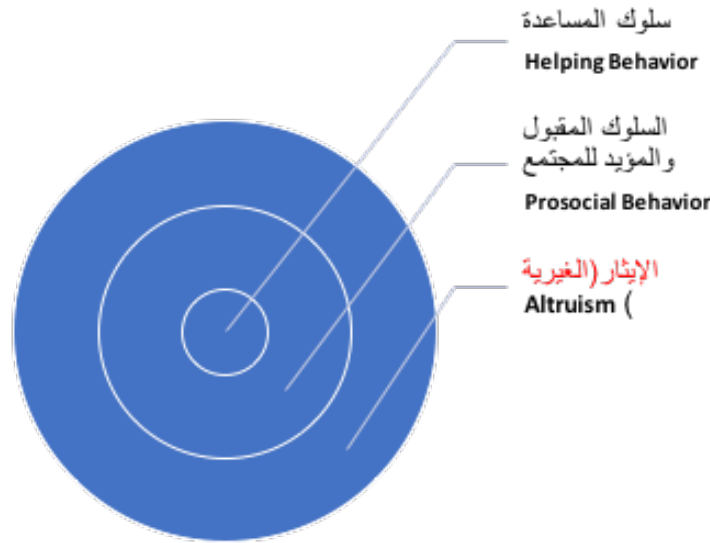 سلوك المساعدة
Helping Behavior
السلوك المقبول
والمؤيد للمجتمع
Prosocial Behavior
الإيثار(الغيرية
Altruism (